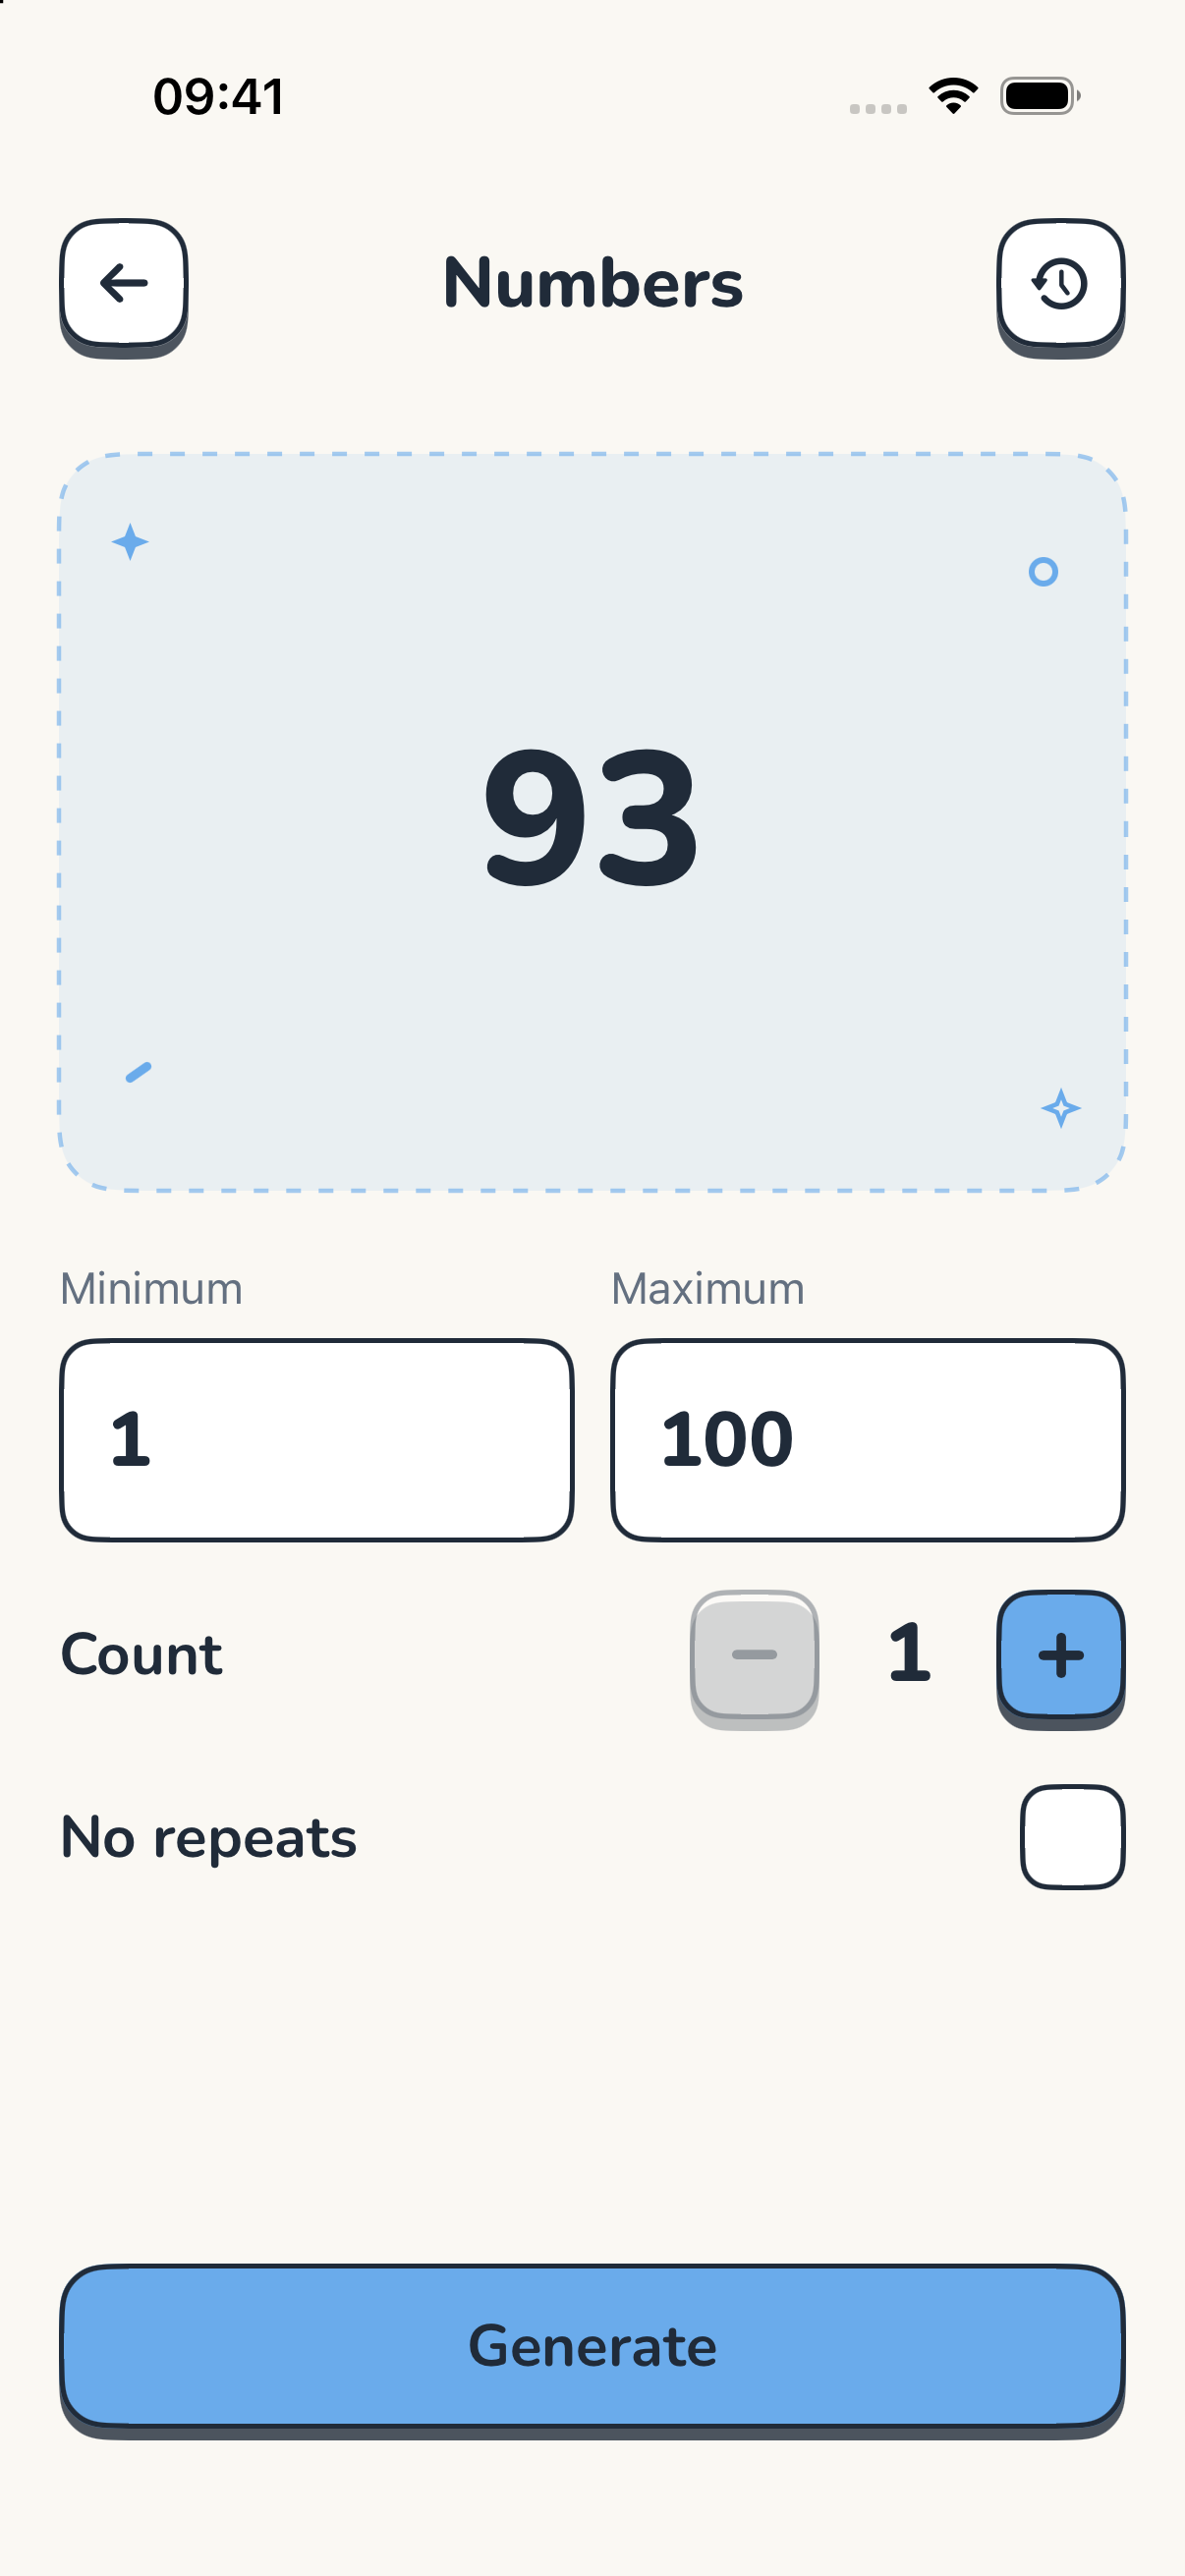 09:41
Numbers
93
Minimum
Maximum
1
100
Count
1
No repeats
Generate